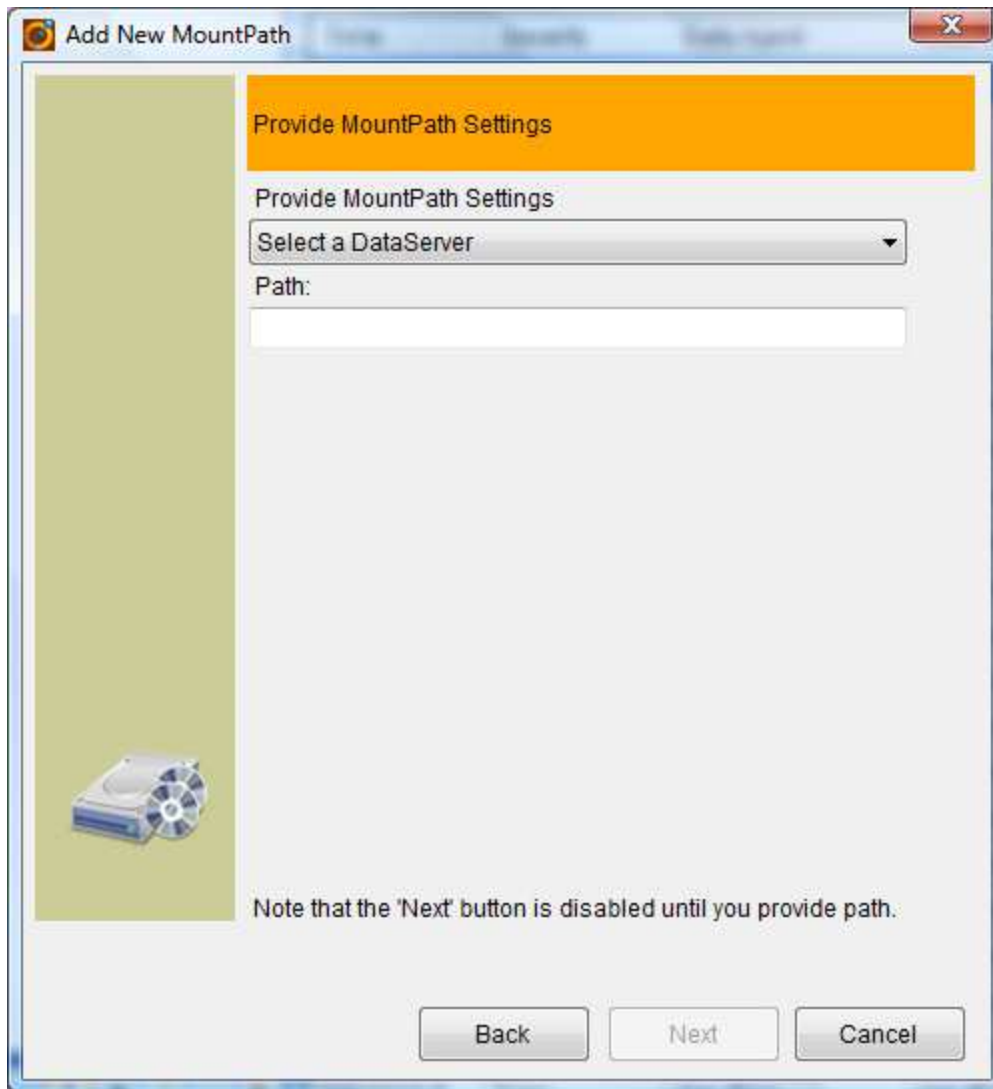 Add New MountPath
Provide MountPath Settings
Provide MountPath Settings
Select a DataServer
Path:
Note that the 'Next' button is disabled until you provide path.
Back
Next
Cancel